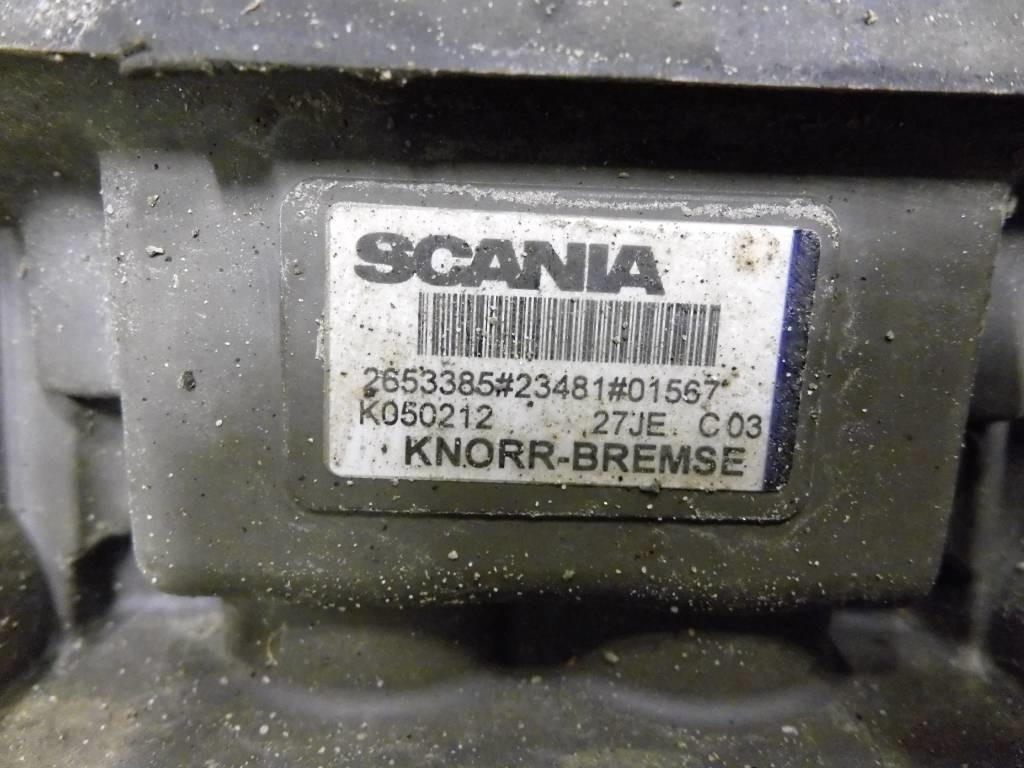 SCANIA
2653385#23481#01567
K050212 27JE C03
KNORR-BREMSE